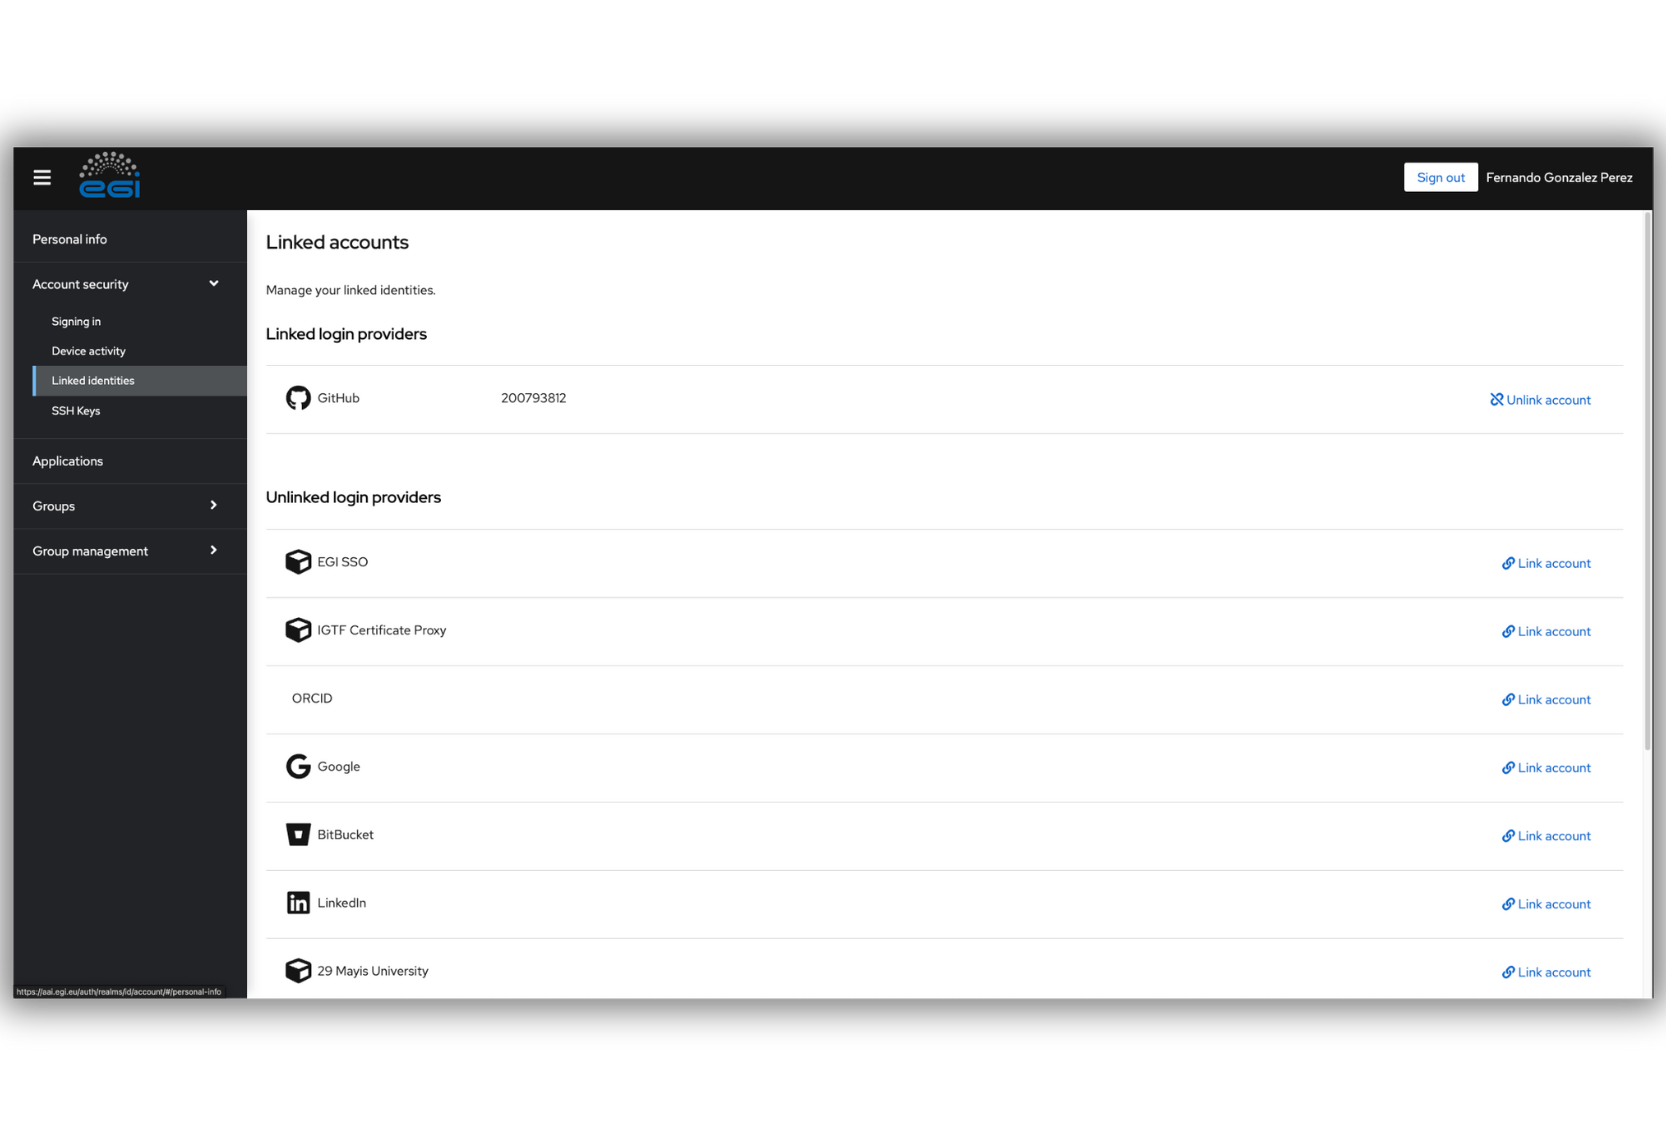 egi
Sign out
Fernando Gonzalez Perez
Personal info
Account security
Signing in
Device activity
Linked identities
SSH Keys
Applications
Groups
Group management
Linked accounts
Manage your linked identities.
Linked login providers
GitHub 200793812 Unlink account
Unlinked login providers
EGI SSO Link account
IGTF Certificate Proxy Link account
ORCID Link account
Google Link account
BitBucket Link account
LinkedIn Link account
29 Mayis University Link account
https://aai.egi.eu/auth/realms/id/account/#/personal-info